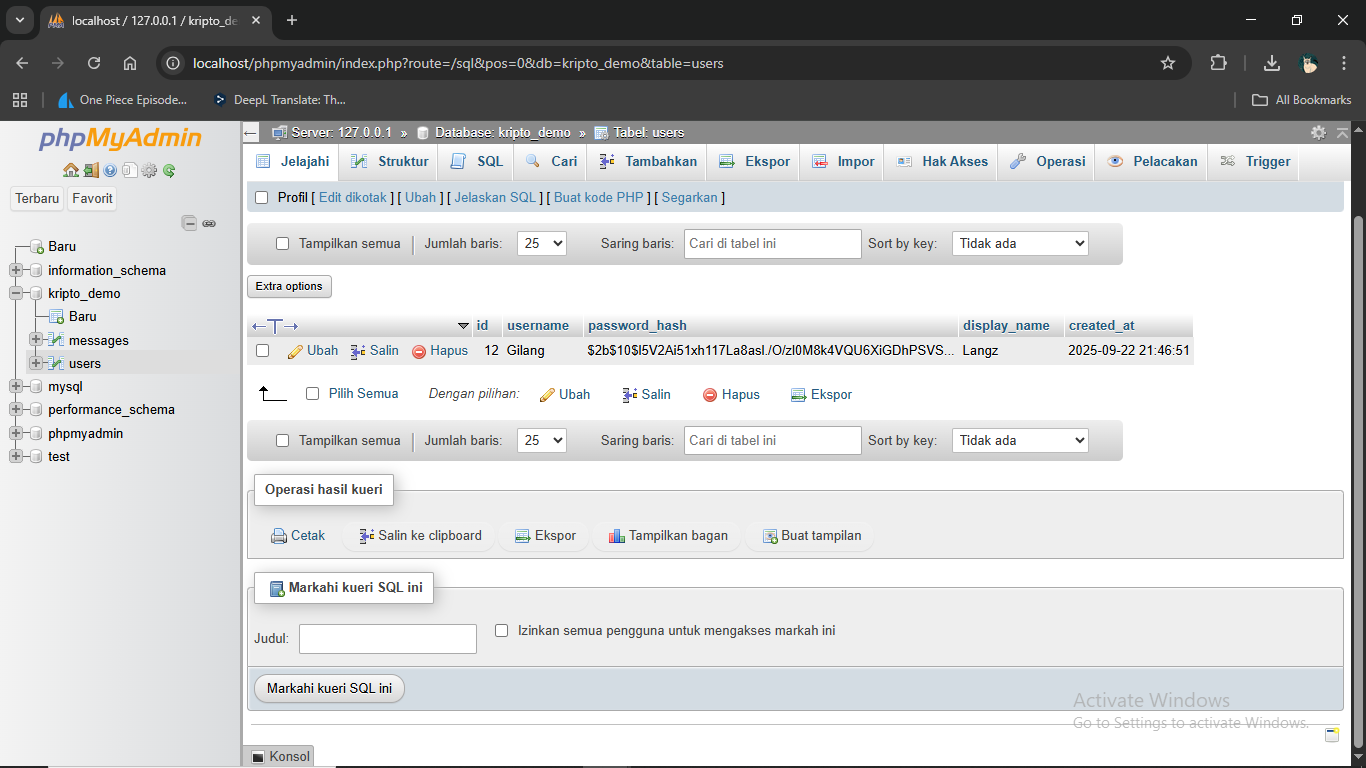 localhost / 127.0.0.1 / kripto_de
localhost/phpmyadmin/index.php?route=/sql&pos=0&db=kripto_demo&table=users
One Piece Episode...
DeepL Translate: Th...
All Bookmarks
phpMyAdmin
Terbaru
Favorit
Baru
information_schema
kripto_demo
Baru
messages
users
mysql
performance_schema
phpmyadmin
test
Server: 127.0.0.1 » Database: kripto_demo » Tabel: users
Jelajahi Struktur SQL Cari Tambahkan Ekspor Impor Hak Akses Operasi Pelacakan Trigger
Profil [ Edit dikotak ] [ Ubah ] [ Jelaskan SQL ] [ Buat kode PHP ] [ Segarkan ]
Tampilkan semua | Jumlah baris: 25 Saring baris: Cari di tabel ini Sort by key: Tidak ada
Extra options
←T→ id username password_hash display_name created_at
Ubah Salin Hapus 12 Gilang Langz 2025-09-22 21:46:51
Pilih Semua Dengan pilihan: Ubah Salin Hapus Ekspor
Tampilkan semua | Jumlah baris: 25 Saring baris: Cari di tabel ini Sort by key: Tidak ada
Operasi hasil kueri
Cetak Salin ke clipboard Ekspor Tampilkan bagan Buat tampilan
Markahi kueri SQL ini
Judul: Izinkan semua pengguna untuk mengakses markah ini
Markahi kueri SQL ini
Activate Windows
Go to Settings to activate Windows.
Konsol